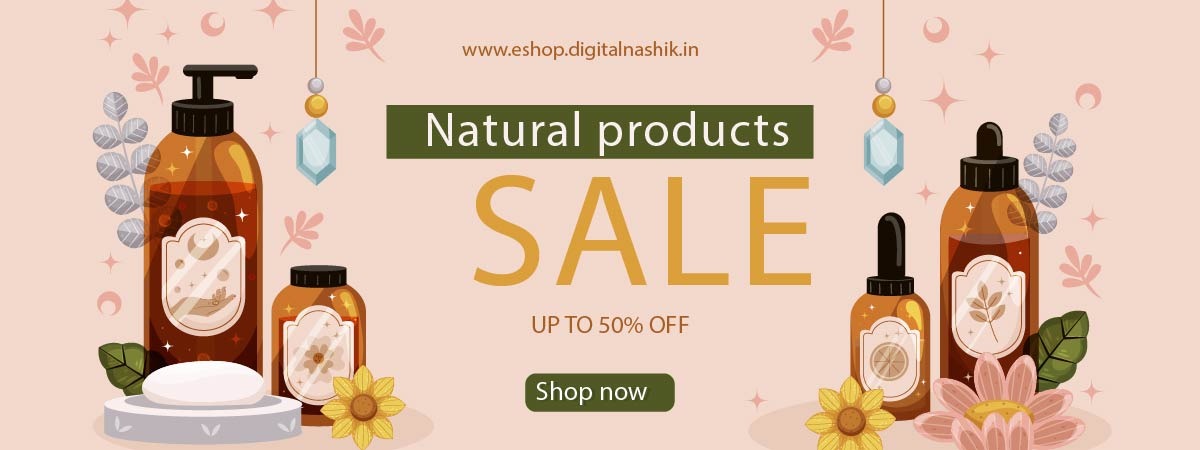 www.eshop.digitalnashik.in
Natural products
SALE
UP TO 50% OFF
Shop now